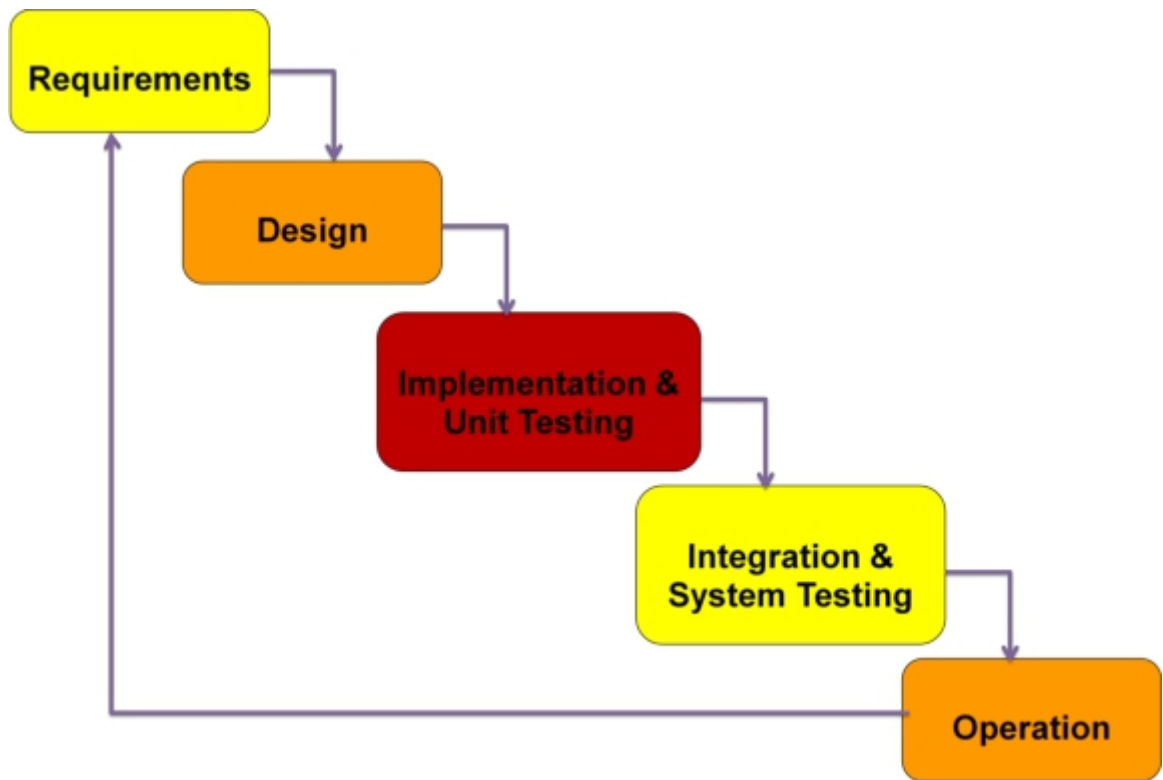 Requirements
Design
Implementation &
Unit Testing
Integration &
System Testing
Operation